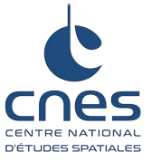 cnes
CENTRE NATIONAL
D'ÉTUDES SPATIALES